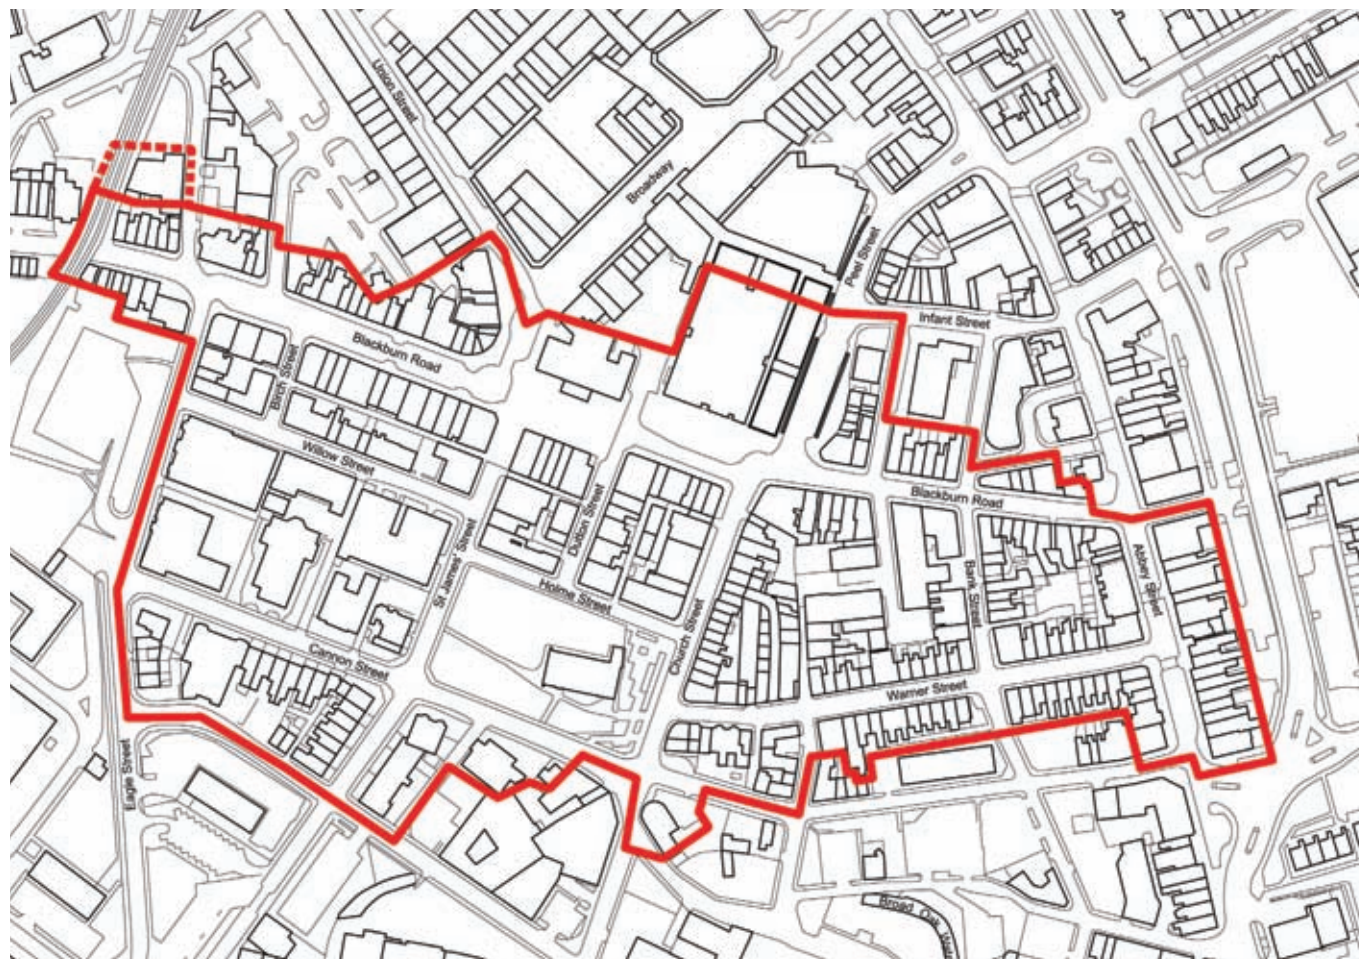 Union Street
Broadway
Peel Street
Infant Street
Blackburn Road
Birch Street
Willow Street
Blackburn Road
Dutton Street
St James' Street
Abbey Street
Bank Street
Holme Street
Church Street
Cannon Street
Warner Street
Eagle Street
Broad Oak Water